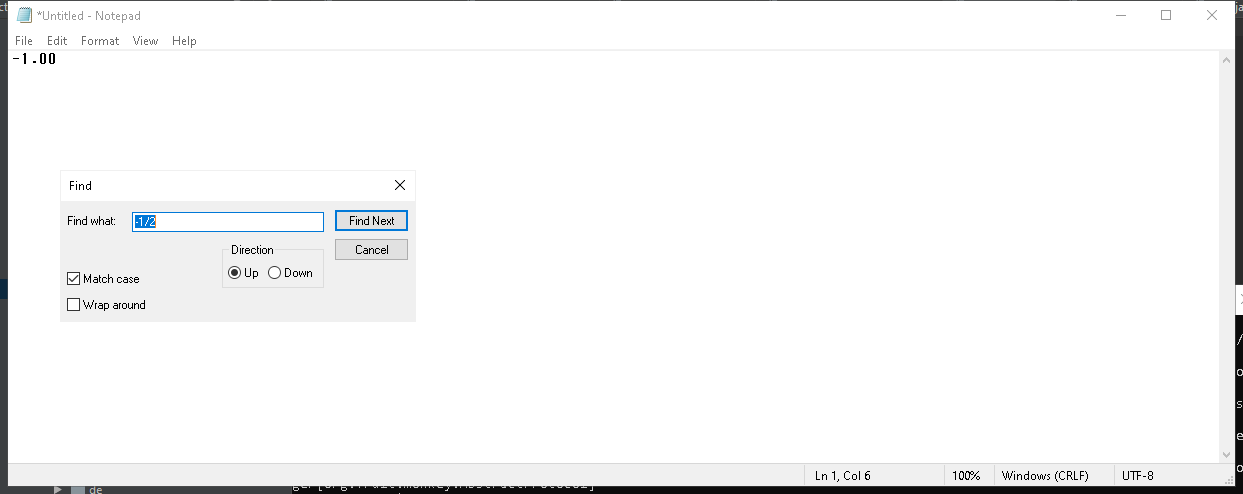 *Untitled - Notepad
File Edit Format View Help
-1.00
Find
Find what: -1/2 Find Next
Direction Cancel
Up Down
Match case
Wrap around
Ln 1, Col 6 100% Windows (CRLF) UTF-8
de